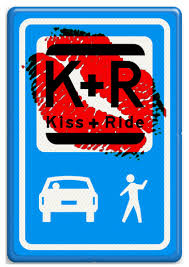 K+R
Kiss + Ride